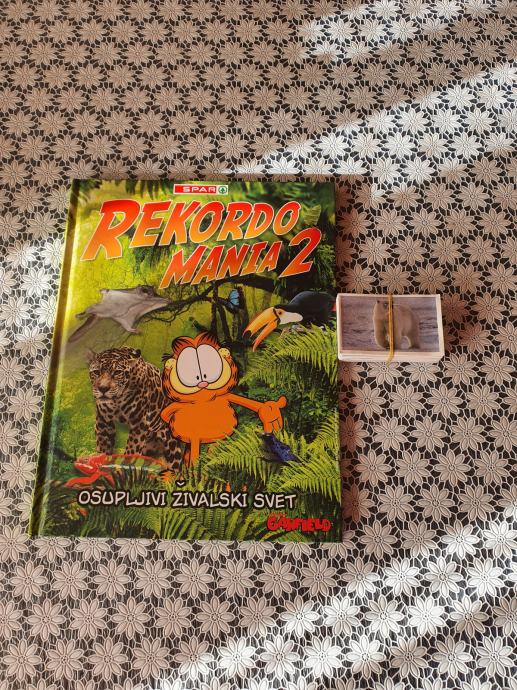 SPAR
REKORDO
MANIA 2
OSUPLJIVI ŽIVALSKI SVET
GARFIELD